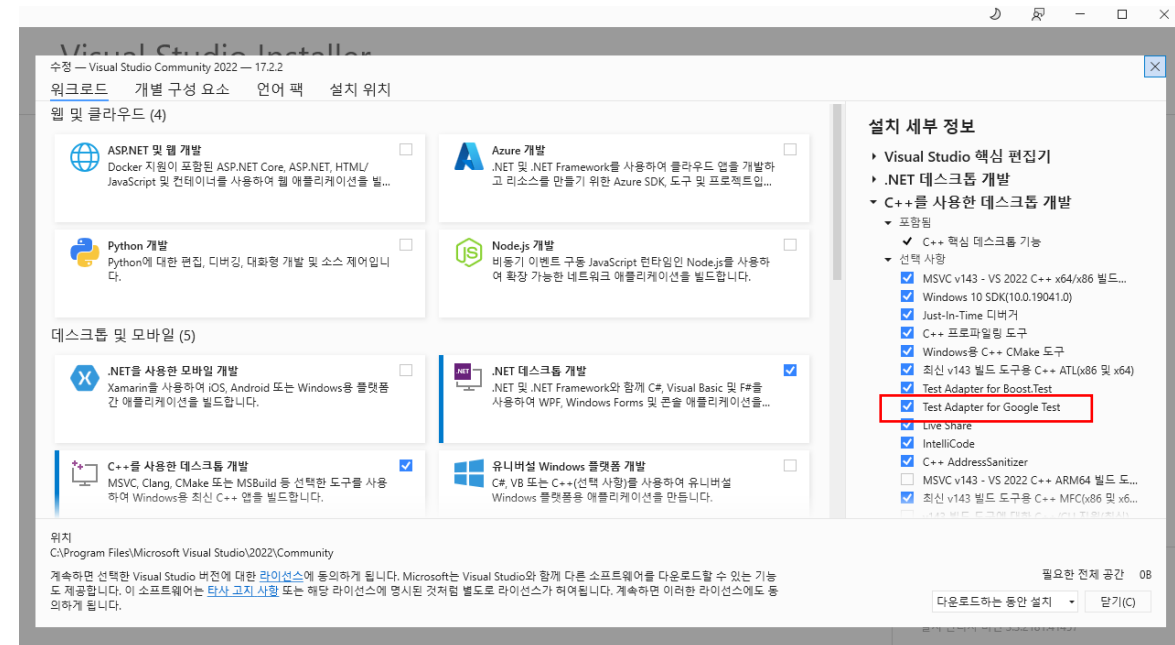 Visual Studio Installer
수정 — Visual Studio Community 2022 — 17.2.2
워크로드 개별 구성 요소 언어 팩 설치 위치
웹 및 클라우드 (4)
ASP.NET 및 웹 개발
Docker 지원이 포함된 ASP.NET Core, ASP.NET, HTML/
JavaScript 및 컨테이너를 사용하여 웹 애플리케이션을 빌...
Azure 개발
.NET 및 .NET Framework를 사용하여 클라우드 앱을 개발하
고 리소스를 만들기 위한 Azure SDK, 도구 및 프로젝트입...
Python 개발
Python에 대한 편집, 디버깅, 대화형 개발 및 소스 제어입니
다.
Node.js 개발
비동기 이벤트 구동 JavaScript 런타임인 Node.js를 사용하
여 확장 가능한 네트워크 애플리케이션을 빌드합니다.
데스크톱 및 모바일 (5)
.NET을 사용한 모바일 개발
Xamarin을 사용하여 iOS, Android 또는 Windows용 플랫폼
간 애플리케이션을 빌드합니다.
.NET 데스크톱 개발
.NET 및 .NET Framework와 함께 C#, Visual Basic 및 F#을
사용하여 WPF, Windows Forms 및 콘솔 애플리케이션을...
C++를 사용한 데스크톱 개발
MSVC, Clang, CMake 또는 MSBuild 등 선택한 도구를 사용
하여 Windows용 최신 C++ 앱을 빌드합니다.
유니버설 Windows 플랫폼 개발
C#, VB 또는 C++(선택 사항)를 사용하여 유니버설
Windows 플랫폼용 애플리케이션을 만듭니다.
설치 세부 정보
Visual Studio 핵심 편집기
.NET 데스크톱 개발
C++를 사용한 데스크톱 개발
포함됨
C++ 핵심 데스크톱 기능
선택 사항
MSVC v143 - VS 2022 C++ x64/x86 빌드...
Windows 10 SDK(10.0.19041.0)
Just-In-Time 디버거
C++ 프로파일링 도구
Windows용 C++ CMake 도구
최신 v143 빌드 도구용 C++ ATL(x86 및 x64)
Test Adapter for Boost.Test
Test Adapter for Google Test
Live Share
IntelliCode
C++ AddressSanitizer
MSVC v143 - VS 2022 C++ ARM64 빌드 도...
최신 v143 빌드 도구용 C++ MFC(x86 및 x6...
위치
C:\Program Files\Microsoft Visual Studio\2022\Community
계속하면 선택한 Visual Studio 버전에 대한 라이선스에 동의하게 됩니다. Microsoft는 Visual Studio와 함께 다른 소프트웨어를 다운로드할 수 있는 기능
도 제공합니다. 이 소프트웨어는 타사 고지 사항 또는 해당 라이선스에 명시된 것처럼 별도로 라이선스가 허여됩니다. 계속하면 이러한 라이선스에도 동
의하게 됩니다.
필요한 전체 공간 0B
다운로드하는 동안 설치 닫기(C)